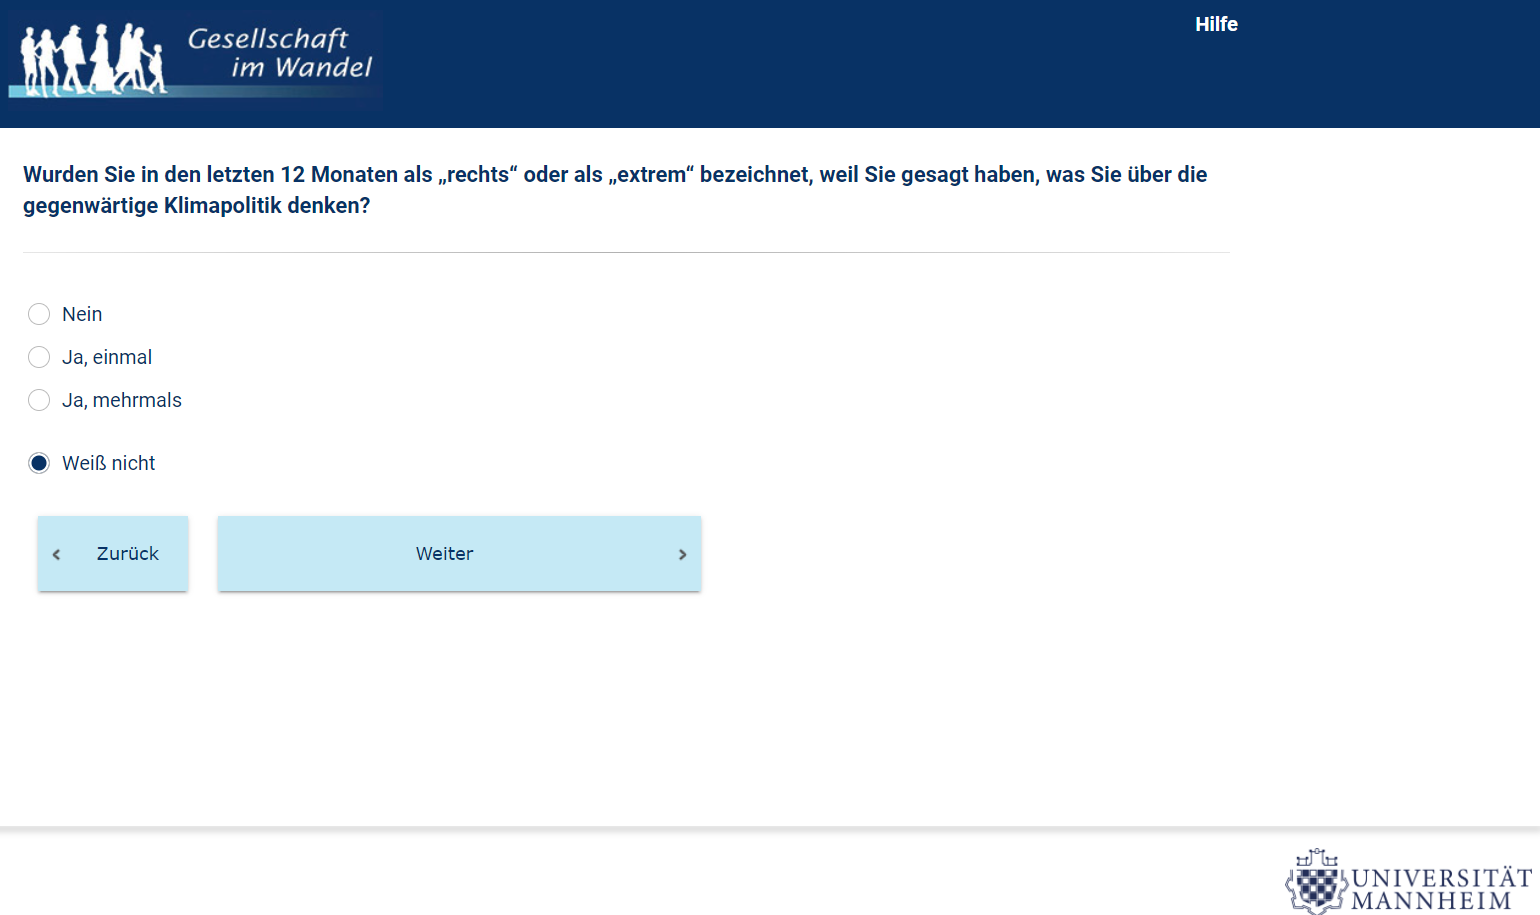 Gesellschaft
im Wandel
Hilfe
Wurden Sie in den letzten 12 Monaten als „rechts“ oder als „extrem“ bezeichnet, weil Sie gesagt haben, was Sie über die
gegenwärtige Klimapolitik denken?
Nein
Ja, einmal
Ja, mehrmals
Weiß nicht
Zurück
Weiter
UNIVERSITÄT
MANNHEIM